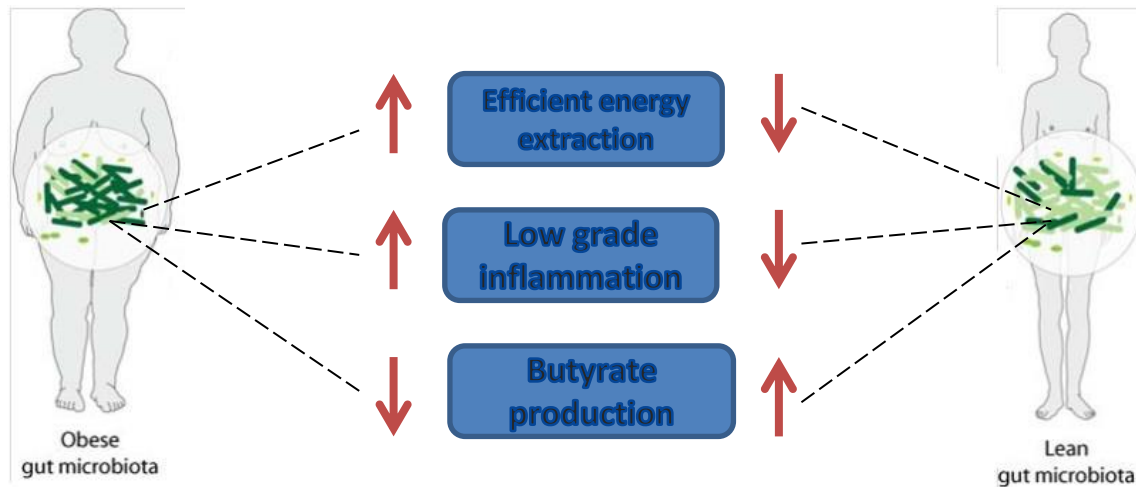 Efficient energy
extraction
Low grade
inflammation
Butyrate
production
Obese
gut microbiota
Lean
gut microbiota